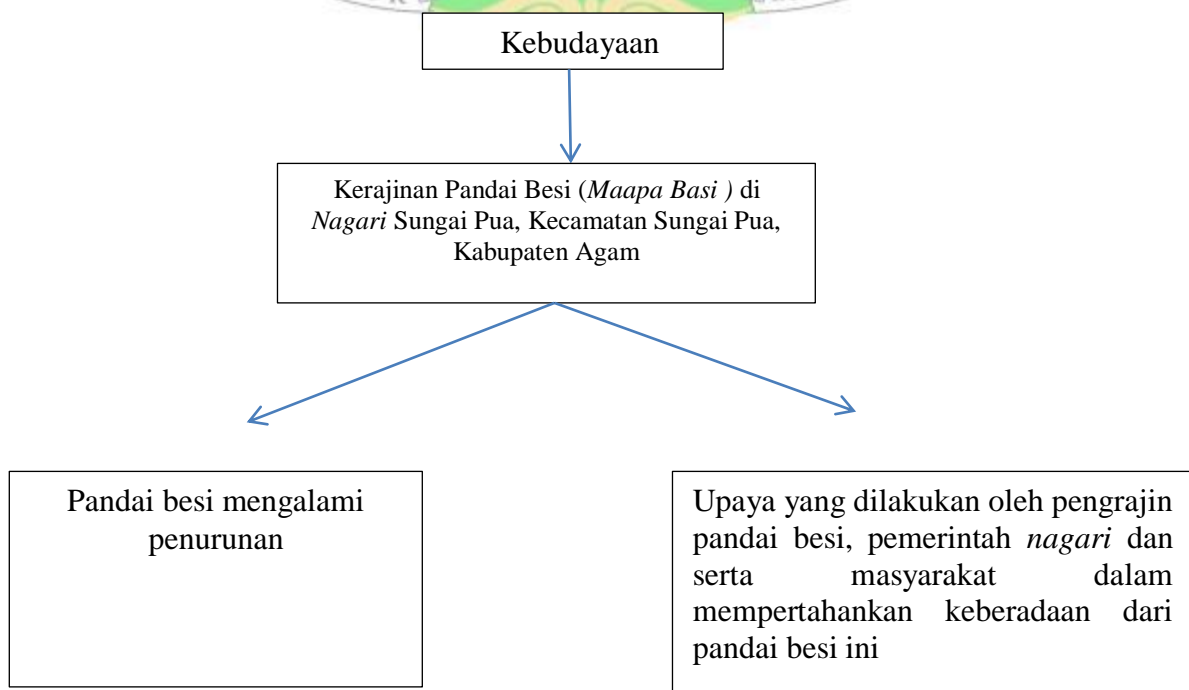 Kebudayaan
Kerajinan Pandai Besi (Maapa Basi ) di
Nagari Sungai Pua, Kecamatan Sungai Pua,
Kabupaten Agam
Pandai besi mengalami
penurunan
Upaya yang dilakukan oleh pengrajin
pandai besi, pemerintah nagari dan
serta masyarakat dalam
mempertahankan keberadaan dari
pandai besi ini